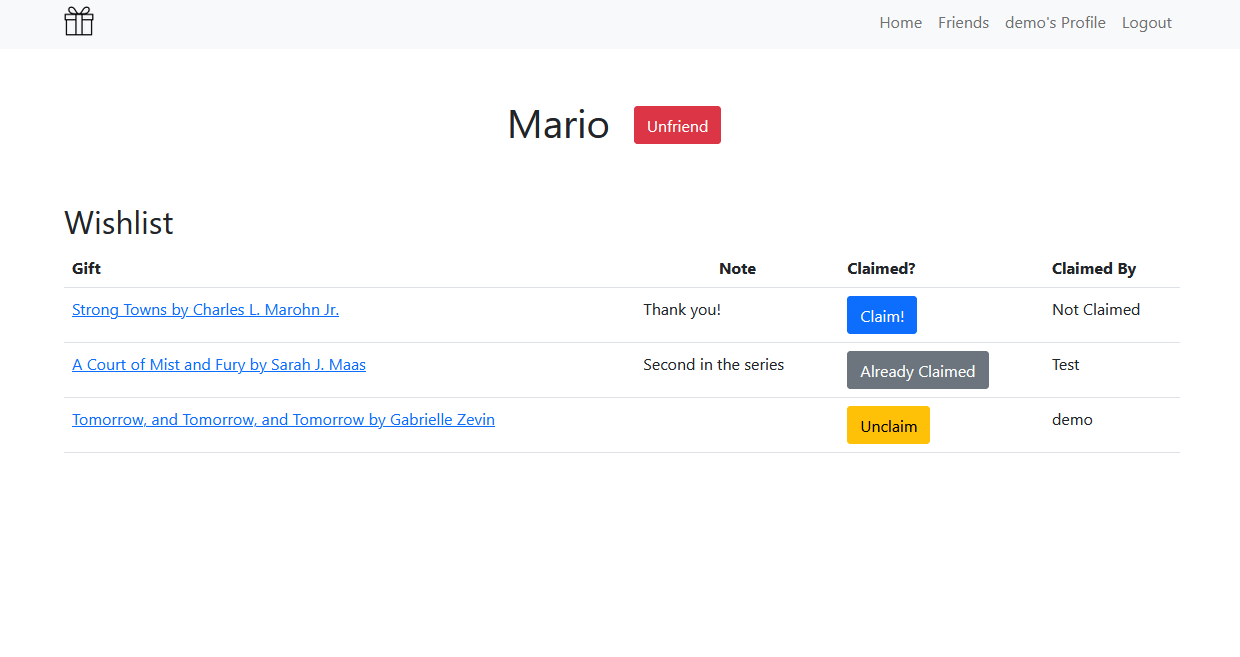 Home Friends demo's Profile Logout
Mario Unfriend
Wishlist
Gift Note Claimed? Claimed By
Strong Towns by Charles L. Marohn Jr. Thank you! Claim! Not Claimed
A Court of Mist and Fury by Sarah J. Maas Second in the series Already Claimed Test
Tomorrow, and Tomorrow, and Tomorrow by Gabrielle Zevin Unclaim demo